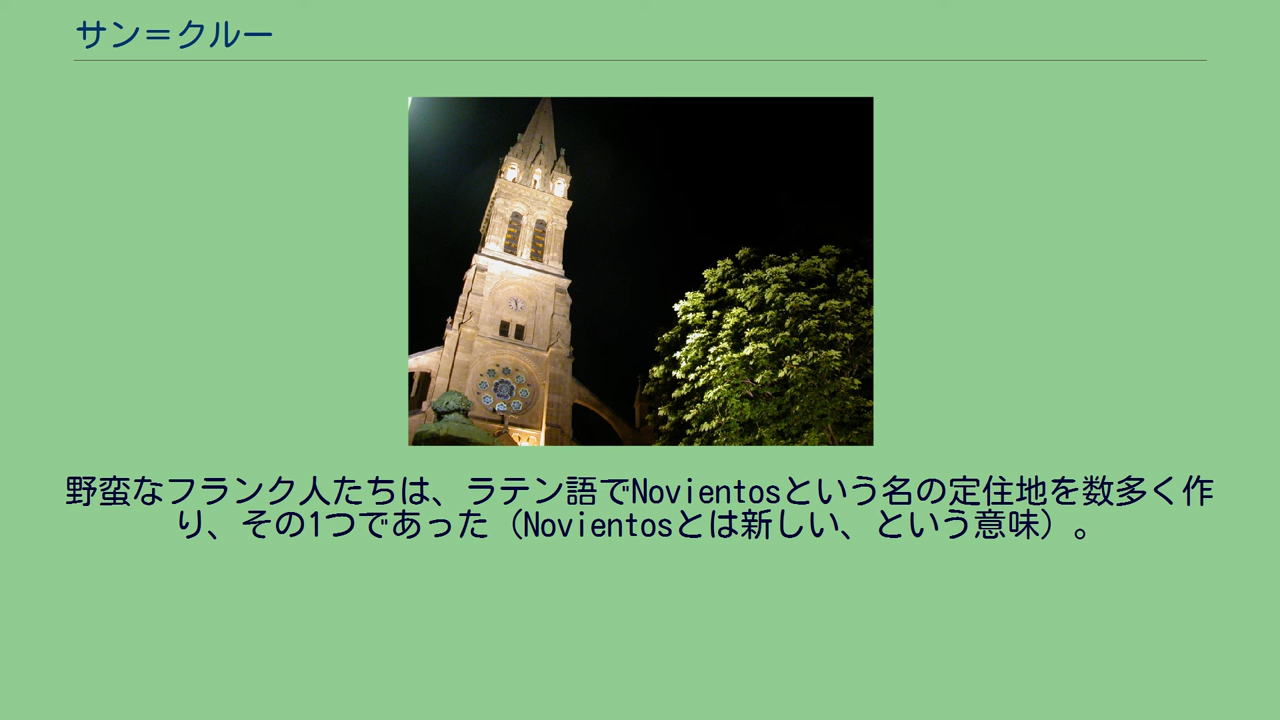 サン＝クルー
野蛮なフランク人たちは、ラテン語でNovientosという名の定住地を数多く作
り、その1つであった（Novientosとは新しい、という意味）。